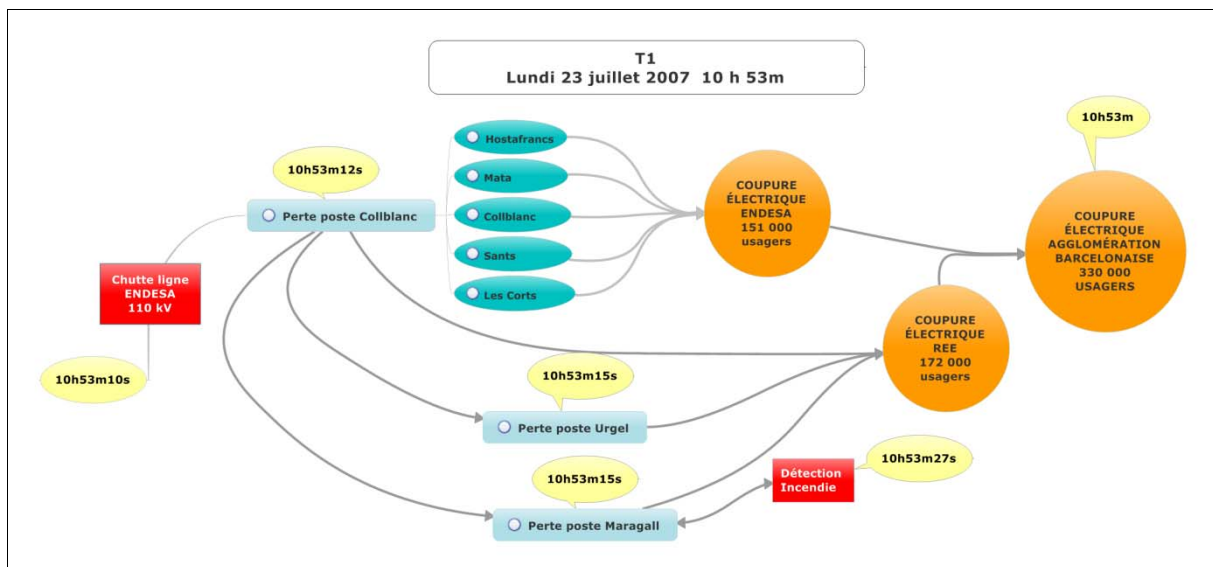 T1
Lundi 23 juillet 2007 10 h 53m
10h53m
Hostafrancs
Mata
Collblanc
Sants
Les Corts
10h53m12s
Perte poste Collblanc
COUPURE
ÉLECTRIQUE
ENDESA
151 000
usagers
COUPURE
ÉLECTRIQUE
AGGLOMÉRATION
BARCELONAISE
330 000
USAGERS
Chutte ligne
ENDESA
110 kV
10h53m10s
COUPURE
ÉLECTRIQUE
REE
172 000
usagers
10h53m15s
Perte poste Urgel
10h53m15s
Perte poste Maragall
Détection
Incendie
10h53m27s